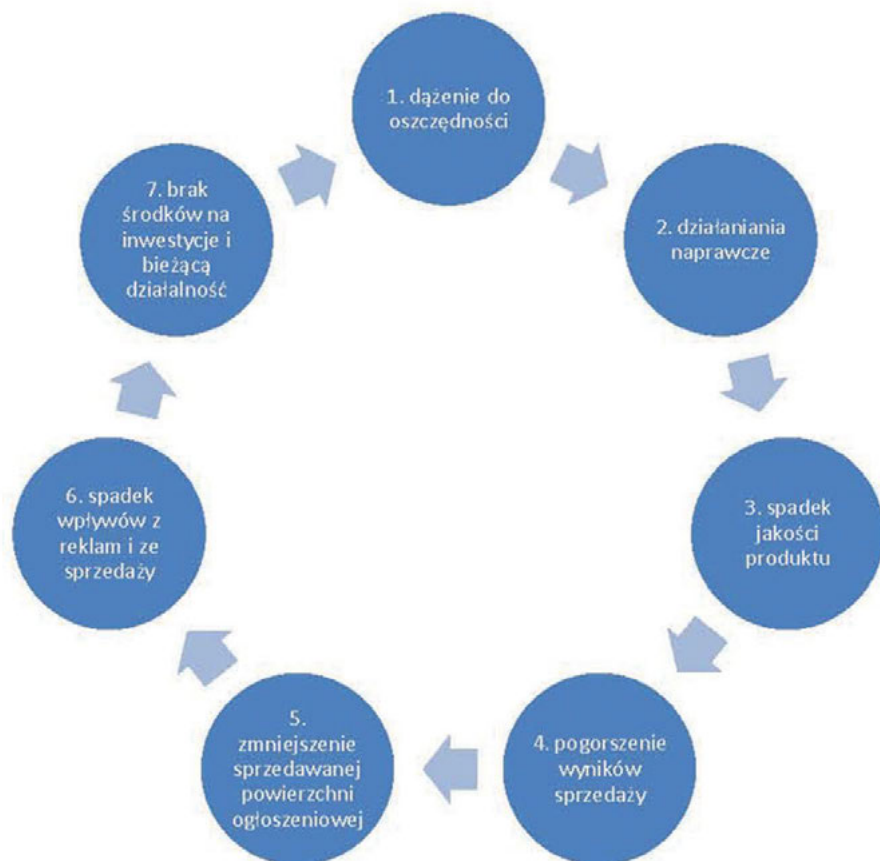 1. dążenie do
oszczędności
2. działaniania
naprawcze
3. spadek
jakości
produktu
4. pogorszenie
wyników
sprzedaży
5.
zmniejszenie
sprzedawanej
powierzchni
ogłoszeniowej
6. spadek
wpływów z
reklam i ze
sprzedaży
7. brak
środków na
inwestycje i
bieżącą
działalność